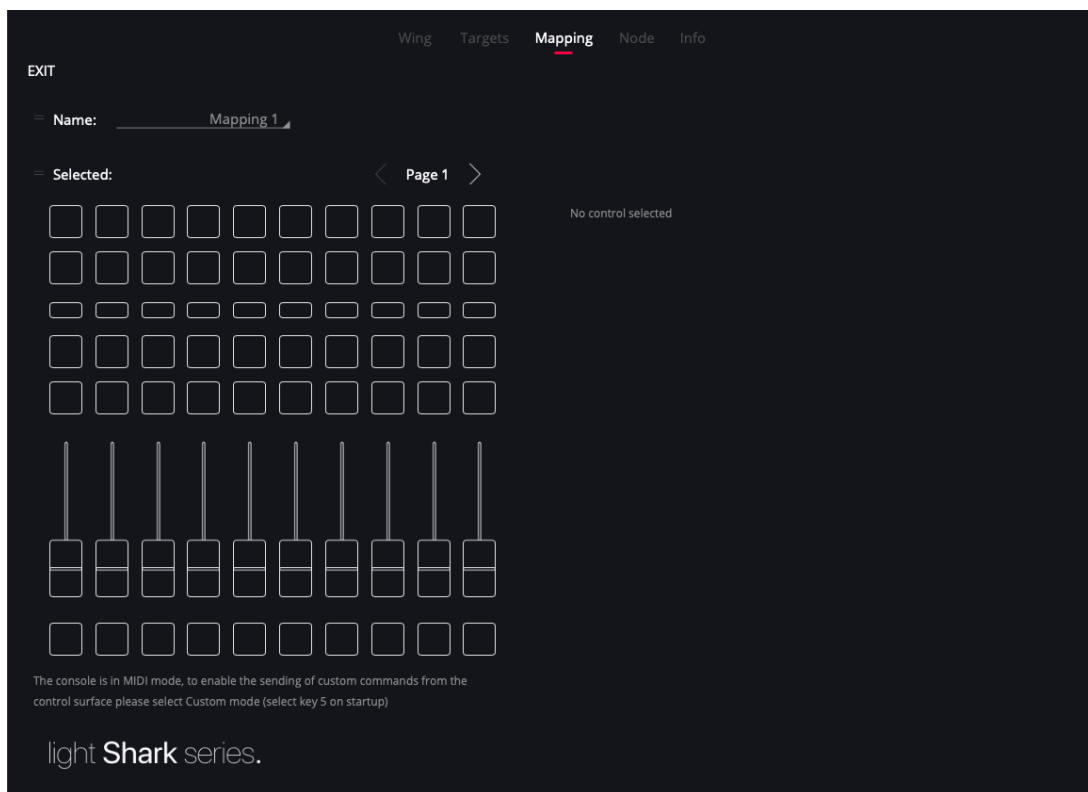 Wing Targets Mapping Node Info
EXIT
Name: Mapping 1
Selected: Page 1
No control selected
The console is in MIDI mode, to enable the sending of custom commands from the
control surface please select Custom mode (select key 5 on startup)
light Shark series.